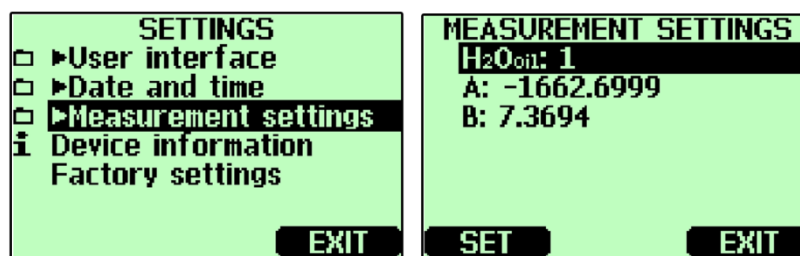 SETTINGS
►User interface
►Date and time
►Measurement settings
i Device information
Factory settings
EXIT
MEASUREMENT SETTINGS
H₂Ooil: 1
A: -1662.6999
B: 7.3694
SET EXIT